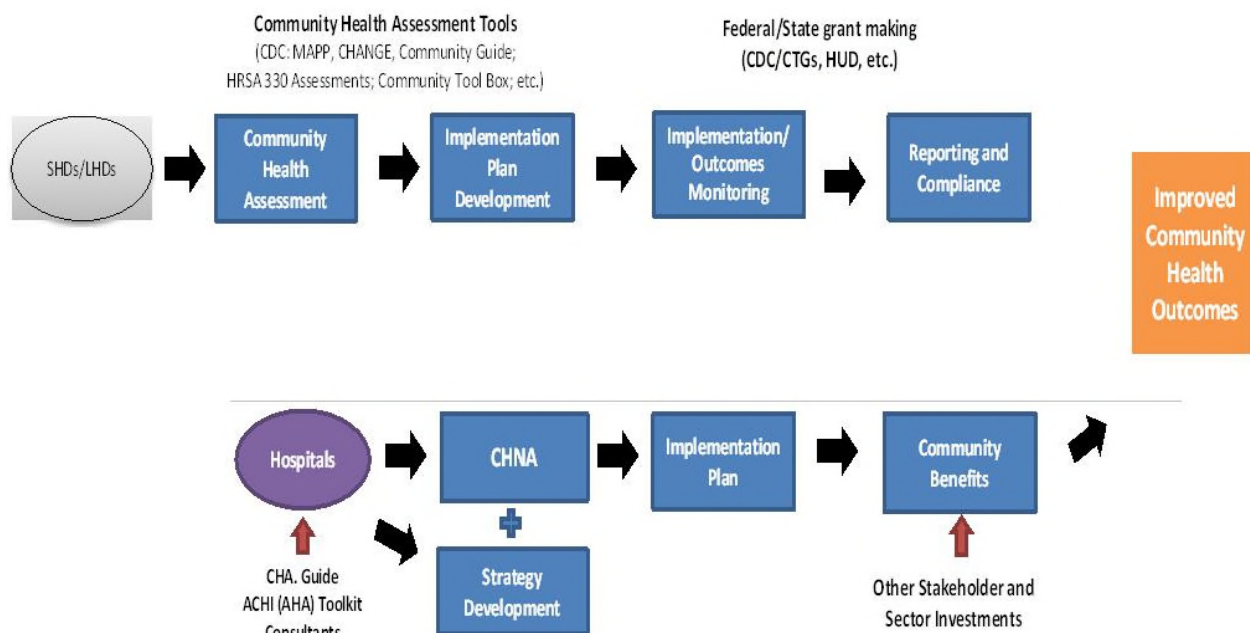 Community Health Assessment Tools
(CDC: MAPP, CHANGE, Community Guide;
HRSA 330 Assessments; Community Tool Box; etc.)
Federal/State grant making
(CDC/CTGs, HUD, etc.)
SHDs/LHDs
Community
Health
Assessment
Implementation
Plan
Development
Implementation/
Outcomes
Monitoring
Reporting and
Compliance
Improved
Community
Health
Outcomes
Hospitals
CHNA
Implementation
Plan
Community
Benefits
Strategy
Development
CHA. Guide
ACHI (AHA) Toolkit
Consultants
Other Stakeholder and
Sector Investments